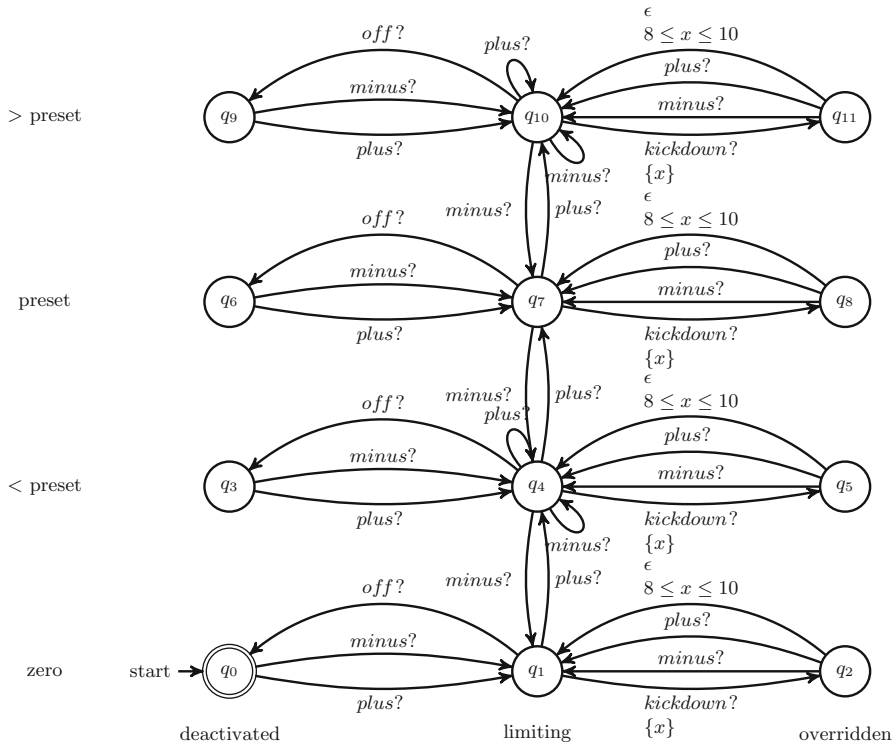 ϵ
8 ≤ x ≤ 10
off?
plus?
plus?
minus?
minus?
> preset
q9
q10
q11
plus?
kickdown?
minus?
{x}
ϵ
minus?
plus?
8 ≤ x ≤ 10
off?
plus?
minus?
minus?
preset
q6
q7
q8
plus?
kickdown?
{x}
ϵ
minus?
plus?
8 ≤ x ≤ 10
off?
plus?
plus?
minus?
minus?
< preset
q3
q4
q5
plus?
kickdown?
minus?
{x}
ϵ
minus?
plus?
8 ≤ x ≤ 10
off?
plus?
minus?
minus?
zero
start
q0
q1
q2
plus?
kickdown?
{x}
deactivated
limiting
overridden